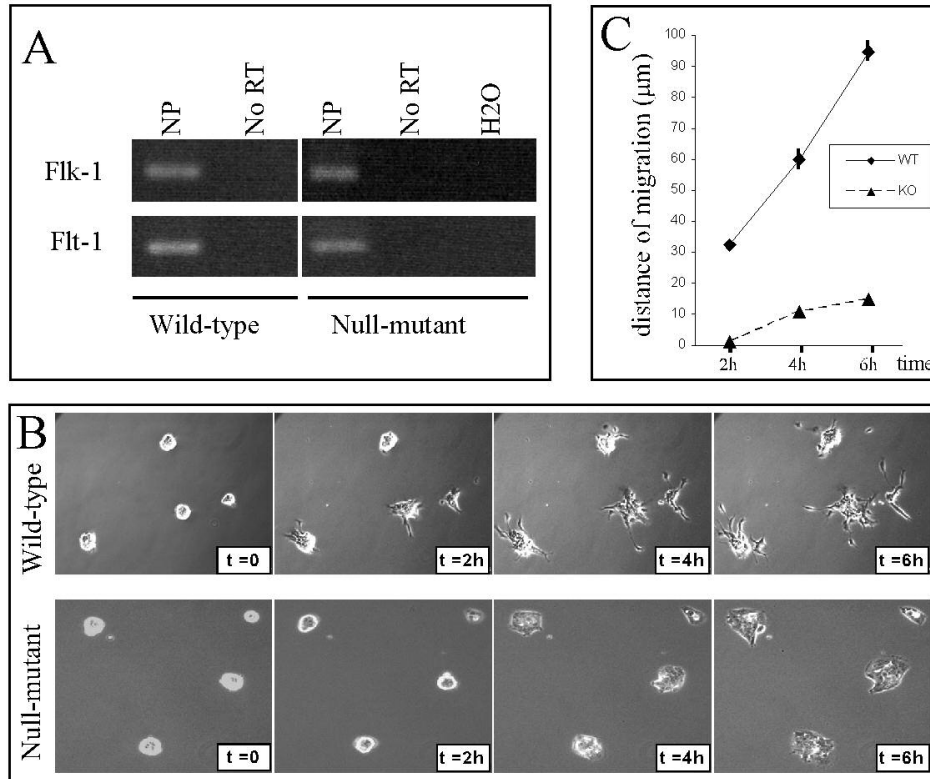 A
NP
No RT
NP
No RT
H2O
Flk-1
Flt-1
Wild-type
Null-mutant
C
distance of migration (μm)
100
90
80
70
60
50
40
30
20
10
0
2h
4h
6h
time
WT
KO
B
Wild-type
t =0
t =2h
t =4h
t =6h
Null-mutant
t =0
t =2h
t =4h
t =6h